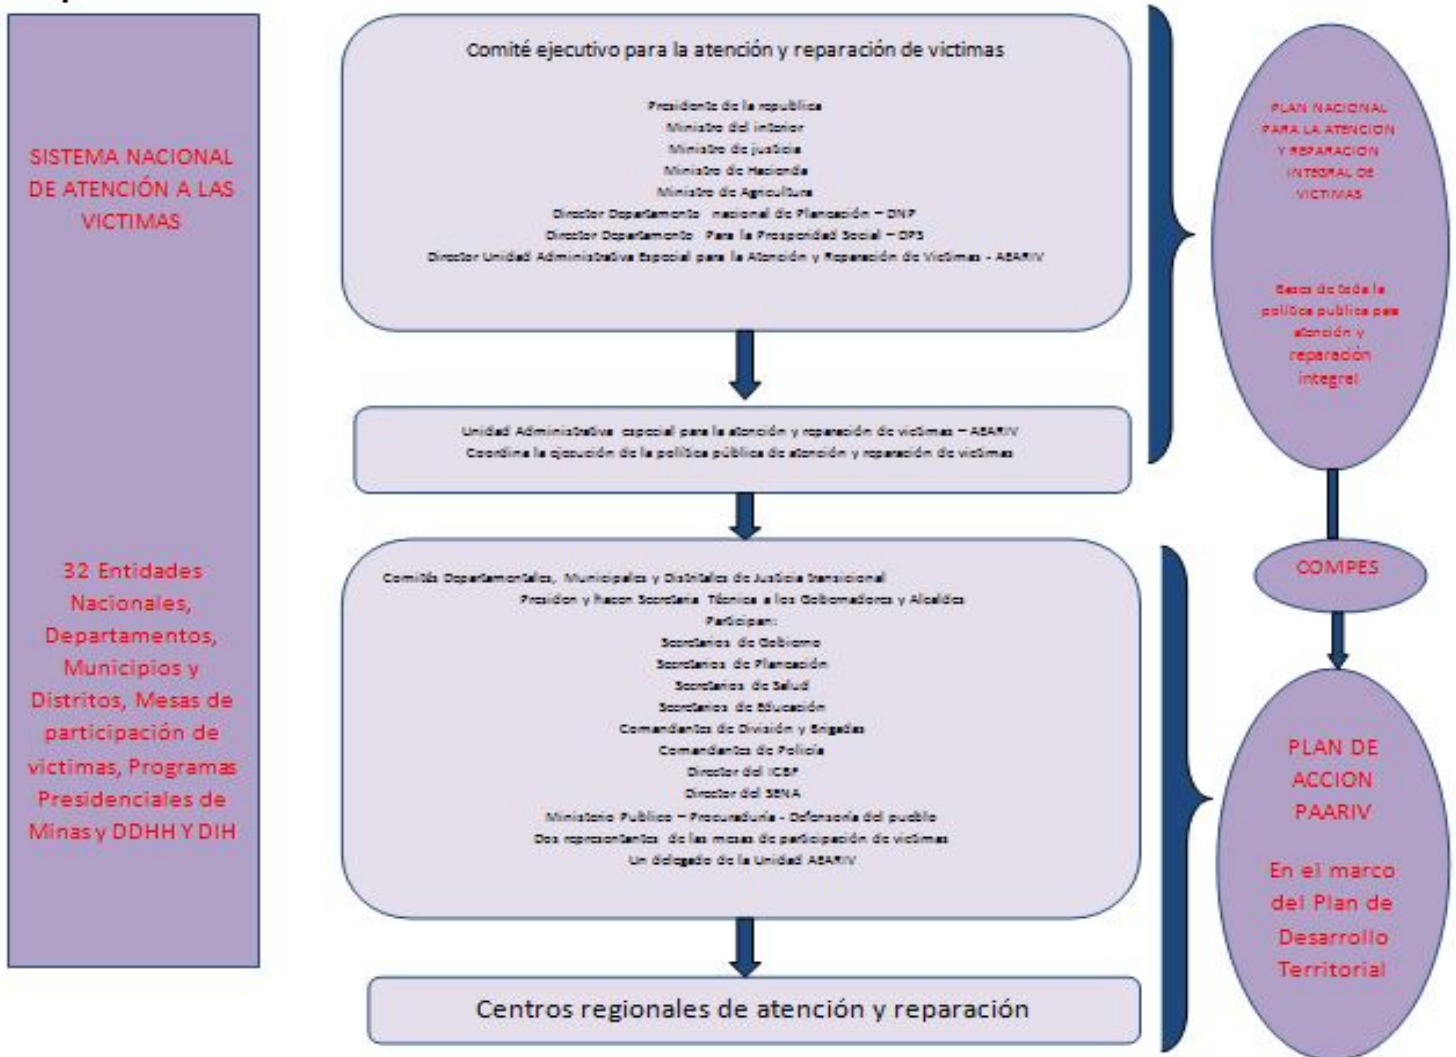 SISTEMA NACIONAL
DE ATENCIÓN A LAS
VICTIMAS
32 Entidades
Nacionales,
Departamentos,
Municipios y
Distritos, Mesas de
participación de
victimas, Programas
Presidenciales de
Minas y DDHH Y DIH
Comité ejecutivo para la atención y reparación de victimas
Presidente de la republica
Ministro del interior
Ministro de justicia
Ministro de Hacienda
Ministro de Agricultura
Director Departamento nacional de Planeación – DNP
Director Departamento Para la Prosperidad Social – DPS
Director Unidad Administrativa Especial para la Atención y Reparación de Victimas - AEARIV
Unidad Administrativa especial para la atención y reparación de victimas – AEARIV
Coordina la ejecución de la política pública de atención y reparación de victimas
Comités Departamentales, Municipales y Distritales de Justicia transicional
Presiden y hacen Secretaria Técnica a los Gobernadores y Alcaldes
Participan:
Secretarios de Gobierno
Secretarios de Planeación
Secretarios de Salud
Secretarios de Educación
Comandantes de División y Brigadas
Comandantes de Policía
Director del ICBF
Director del SENA
Ministerio Publico – Procuraduría - Defensoría del pueblo
Dos representantes de las mesas de participación de victimas
Un delegado de la Unidad AEARIV
Centros regionales de atención y reparación
PLAN NACIONAL
PARA LA ATENCION
Y REPARACION
INTEGRAL DE
VICTIMAS
Bases de toda la
política publica para
atención y
reparación
integral
COMPES
PLAN DE
ACCION
PAARIV
En el marco
del Plan de
Desarrollo
Territorial